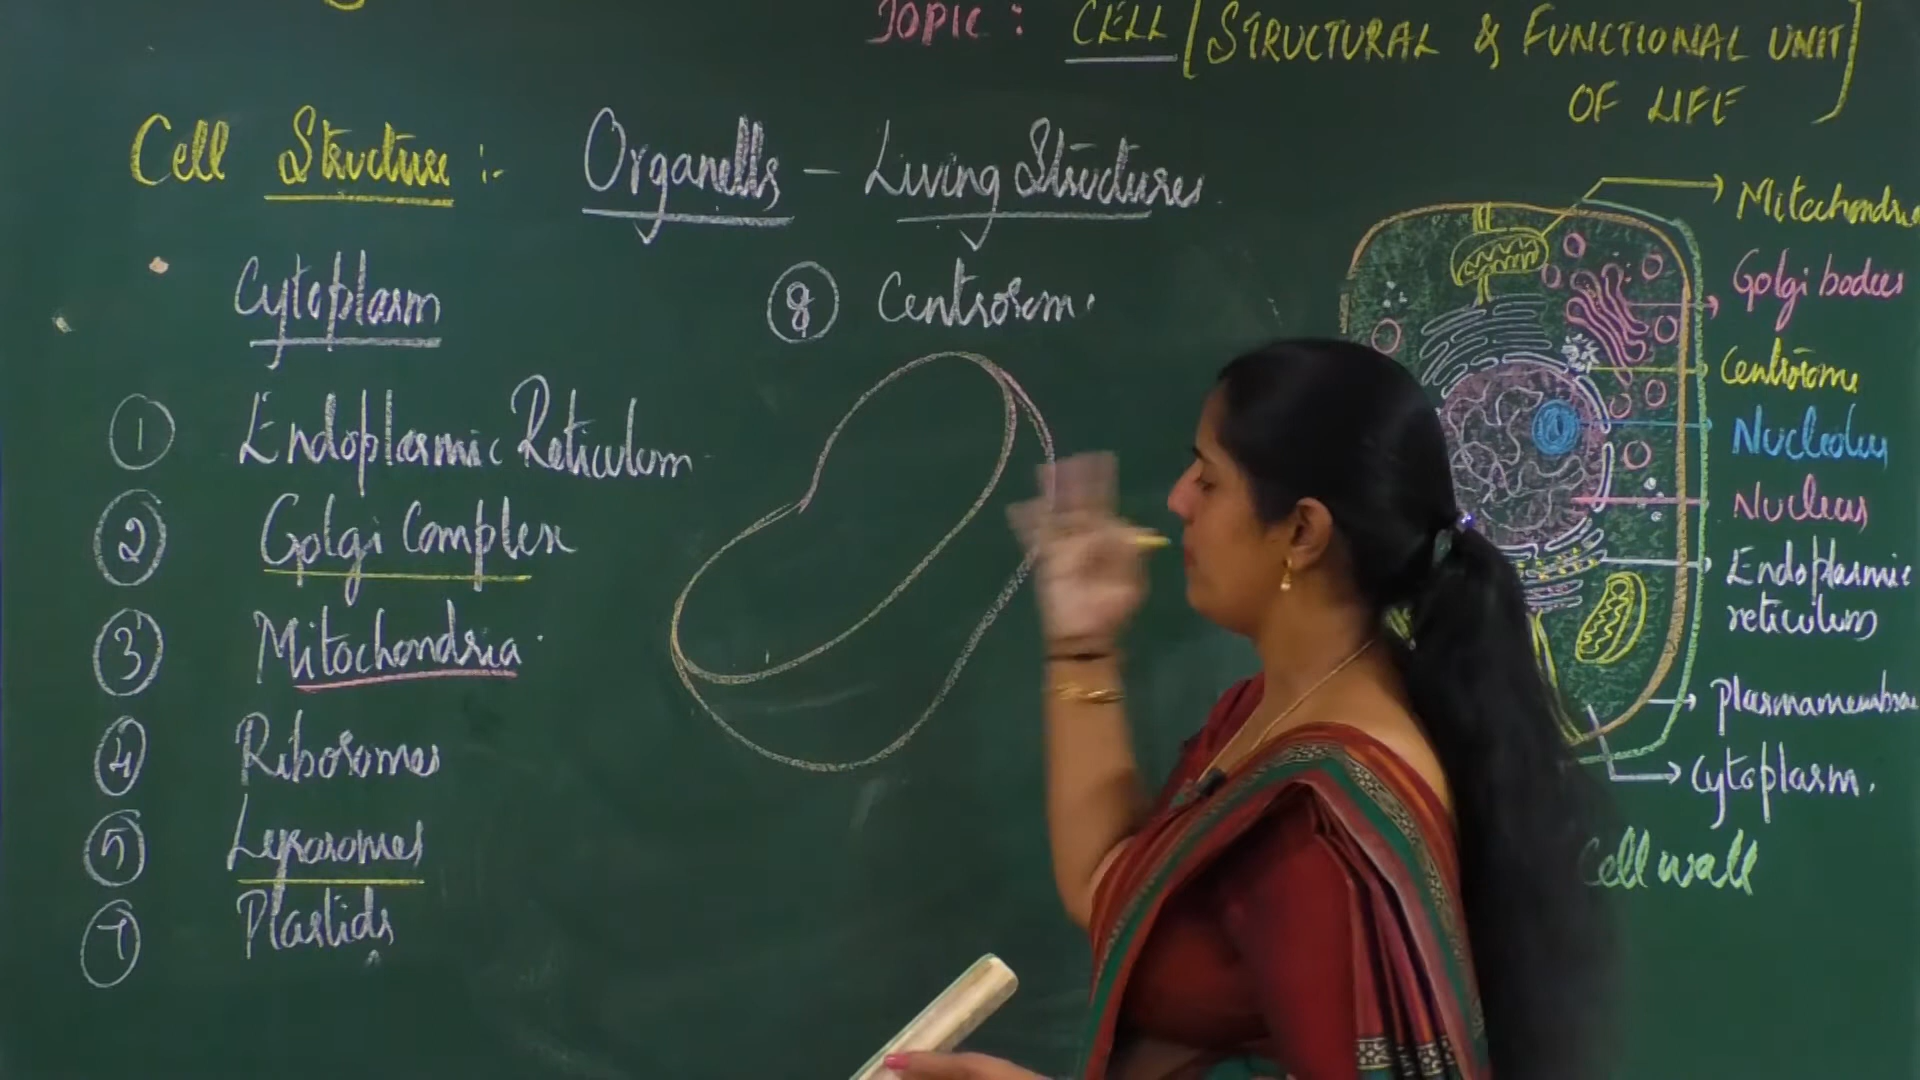 TOPIC : CELL [STRUCTURAL & FUNCTIONAL UNIT
OF LIFE]
Cell Structure :- Organells - Living Structures
Cytoplasm
① Endoplasmic Reticulum
② Golgi Complex
③ Mitochondria
④ Ribosomes
⑤ Lysosomes
⑦ Plastids
⑧ Centrosome
Mitochondria
Golgi bodies
Centrosome
Nucleolus
Nucleus
Endoplasmic
reticulum
Plasmamembrane
Cytoplasm.
Cell wall